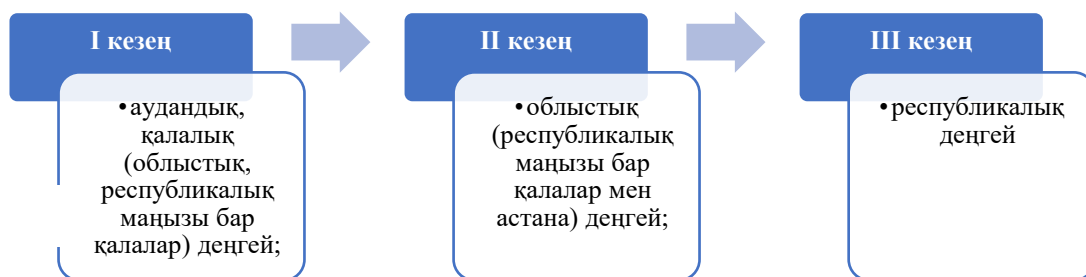 I кезең
•аудандық,
қалалық
(облыстық,
республикалық
маңызы бар
қалалар) деңгей;
II кезең
•облыстық
(республикалық
маңызы бар
қалалар мен
астана) деңгей;
III кезең
•республикалық
деңгей